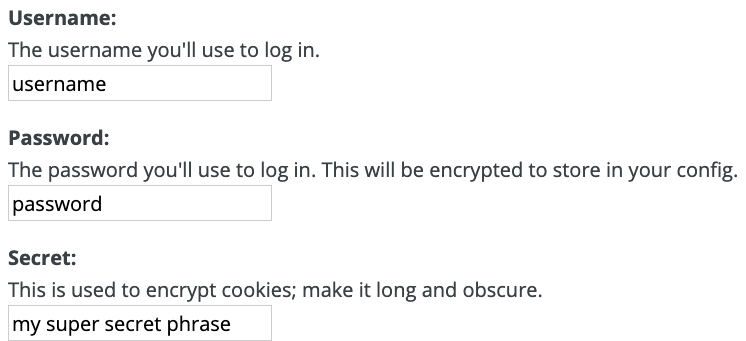 Username:
The username you'll use to log in.
username
Password:
The password you'll use to log in. This will be encrypted to store in your config.
password
Secret:
This is used to encrypt cookies; make it long and obscure.
my super secret phrase